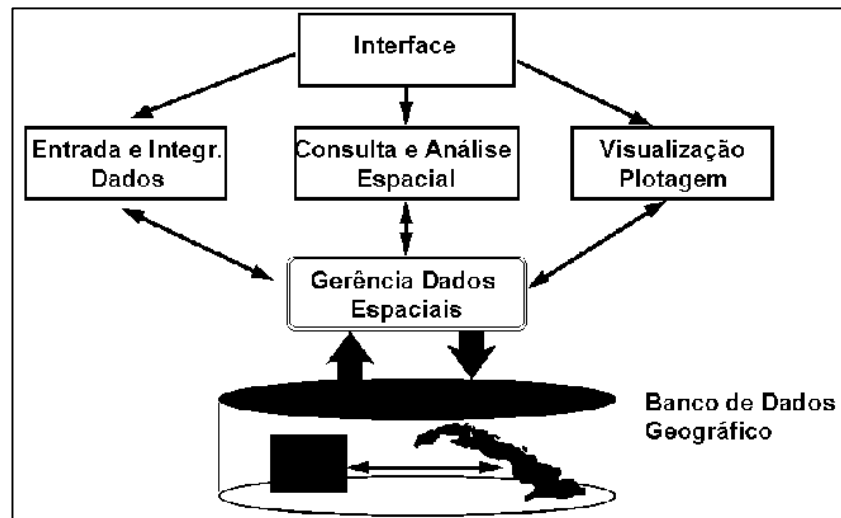 Interface
Entrada e Integr.
Dados
Consulta e Análise
Espacial
Visualização
Plotagem
Gerência Dados
Espaciais
Banco de Dados
Geográfico